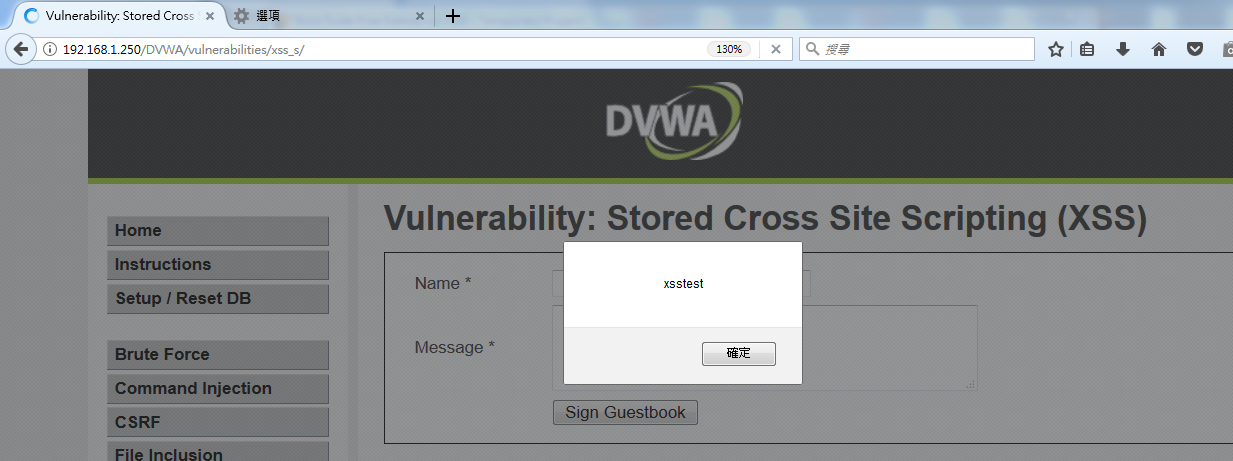 Vulnerability: Stored Cross S
選項
192.168.1.250/DVWA/vulnerabilities/xss_s/
130%
搜尋
DVWA
Home
Instructions
Setup / Reset DB
Brute Force
Command Injection
CSRF
File Inclusion
Vulnerability: Stored Cross Site Scripting (XSS)
Name *
Message *
Sign Guestbook
xsstest
確定